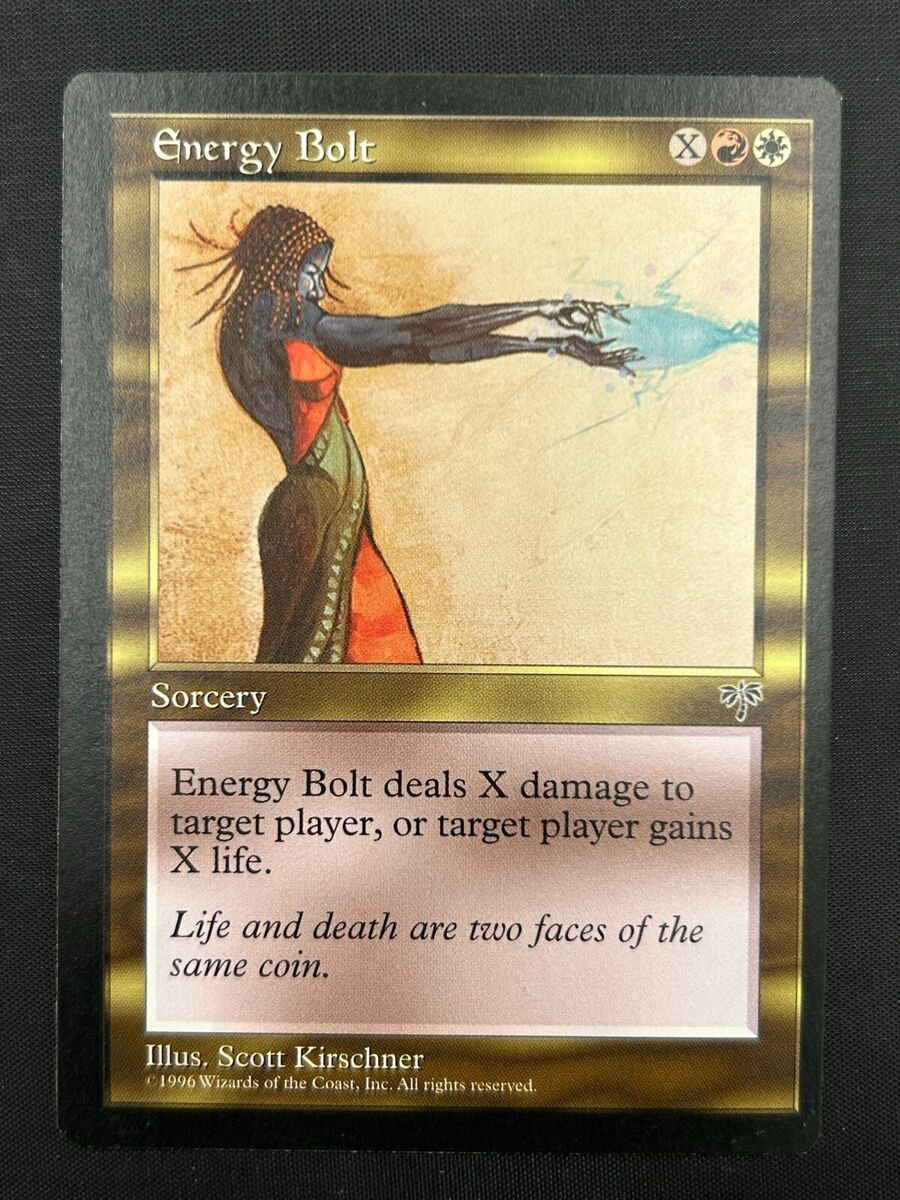 Energy Bolt
X
Sorcery
Energy Bolt deals X damage to
target player, or target player gains
X life.
Life and death are two faces of the
same coin.
Illus. Scott Kirschner
©1996 Wizards of the Coast, Inc. All rights reserved.